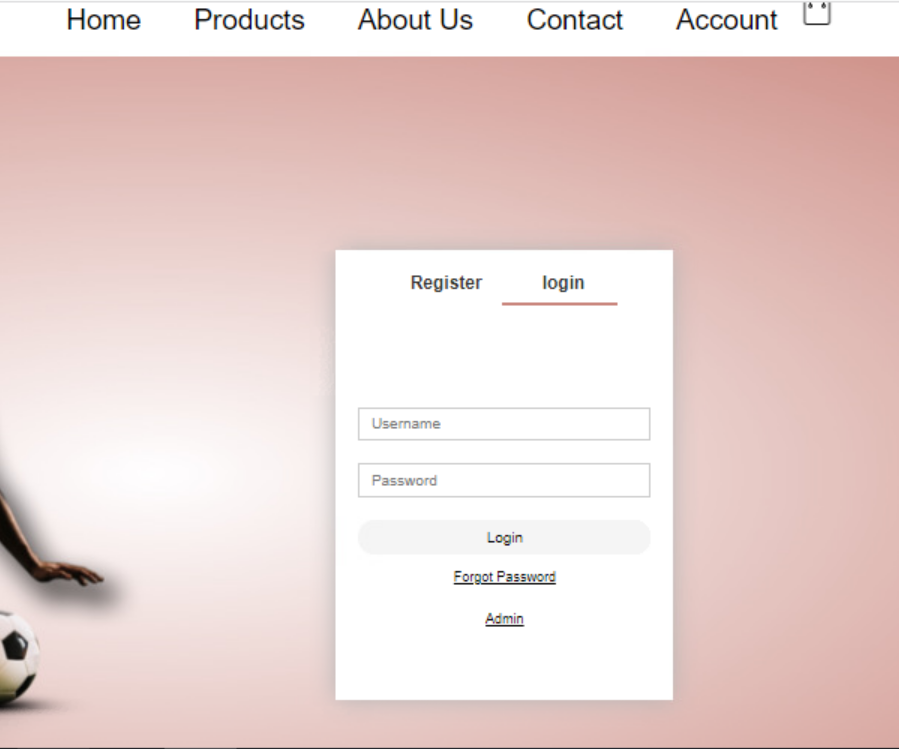 Home Products About Us Contact Account
Register login
Username
Password
Login
Forgot Password
Admin